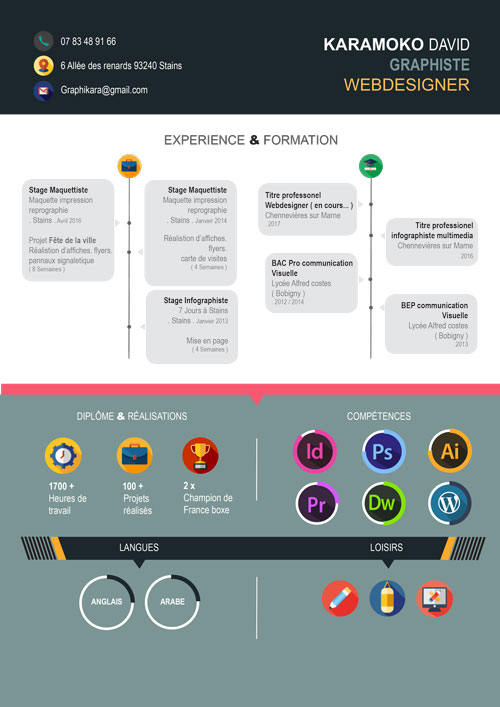 07 83 48 91 66
6 Allée des renards 93240 Stains
Graphikara@gmail.com
KARAMOKO DAVID
GRAPHISTE
WEBDESIGNER
EXPERIENCE & FORMATION
Stage Maquettiste
Maquette impression
reprographie
. Stains . Avril 2016
Projet Fête de la ville
Réalistion d'affiches. flyers.
pannaux signaletique
( 8 Semaines )
Stage Maquettiste
Maquette impression
reprographie
. Stains . Janvier 2014
Réalistion d'affiches.
flyers.
carte de visites
( 4 Semaines )
Stage Infographiste
7 Jours à Stains
. Stains . Janvier 2013
Mise en page
( 4 Semaines )
Titre professionel
Webdesigner ( en cours... )
Chennevières sur Marne
. 2017
Titre professionel
infographiste multimedia
Chennevières sur Marne
2016
BAC Pro communication
Visuelle
Lycée Alfred costes
( Bobigny )
2012 / 2014
BEP communication
Visuelle
Lycée Alfred costes
( Bobigny )
. 2013
DIPLÔME & RÉALISATIONS
1700 +
Heures de
travail
100 +
Projets
réalisés
2 x
Champion de
France boxe
COMPÉTENCES
Id
Ps
Ai
Pr
Dw
W
LANGUES
ANGLAIS
ARABE
LOISIRS